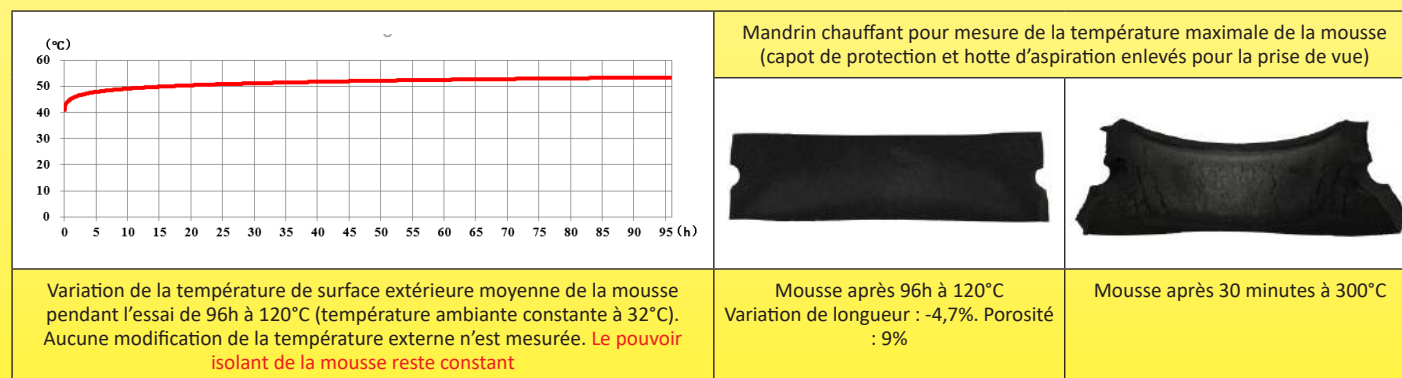 (°C)
60
50
40
30
20
10
0
0 5 10 15 20 25 30 35 40 45 50 55 60 65 70 75 80 85 90 95 (h)
Variation de la température de surface extérieure moyenne de la mousse
pendant l’essai de 96h à 120°C (température ambiante constante à 32°C).
Aucune modification de la température externe n’est mesurée. Le pouvoir
isolant de la mousse reste constant
Mandrin chauffant pour mesure de la température maximale de la mousse
(capot de protection et hotte d’aspiration enlevés pour la prise de vue)
Mousse après 96h à 120°C
Variation de longueur : -4,7%. Porosité
: 9%
Mousse après 30 minutes à 300°C